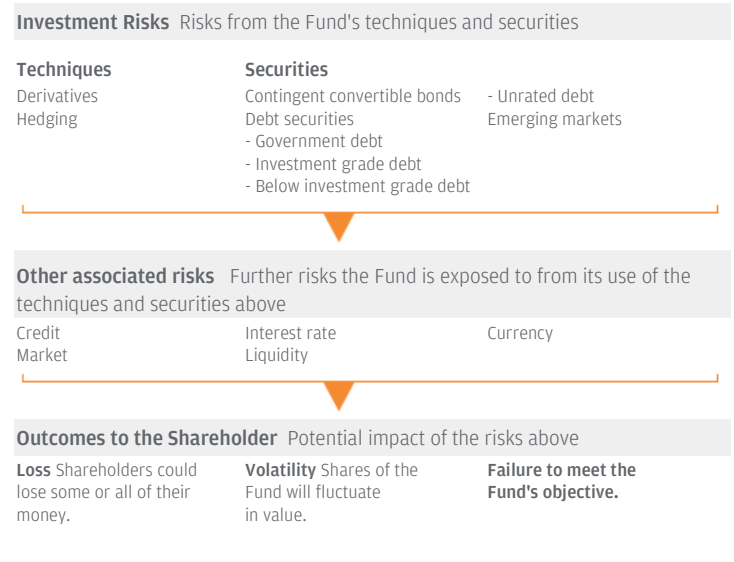 Investment Risks Risks from the Fund's techniques and securities
Techniques
Derivatives
Hedging
Securities
Contingent convertible bonds
Debt securities
- Government debt
- Investment grade debt
- Below investment grade debt
- Unrated debt
Emerging markets
Other associated risks Further risks the Fund is exposed to from its use of the
techniques and securities above
Credit
Market
Interest rate
Liquidity
Currency
Outcomes to the Shareholder Potential impact of the risks above
Loss Shareholders could
lose some or all of their
money.
Volatility Shares of the
Fund will fluctuate
in value.
Failure to meet the
Fund's objective.